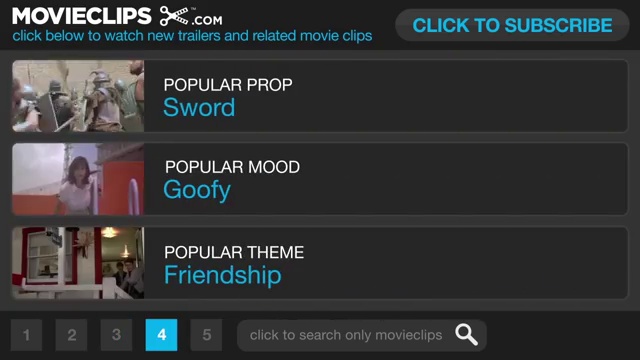 MOVIECLIPS .COM
CLICK TO SUBSCRIBE
click below to watch new trailers and related movie clips
POPULAR PROP
Sword
POPULAR MOOD
Goofy
POPULAR THEME
Friendship
1 2 3 4 5
click to search only movieclips